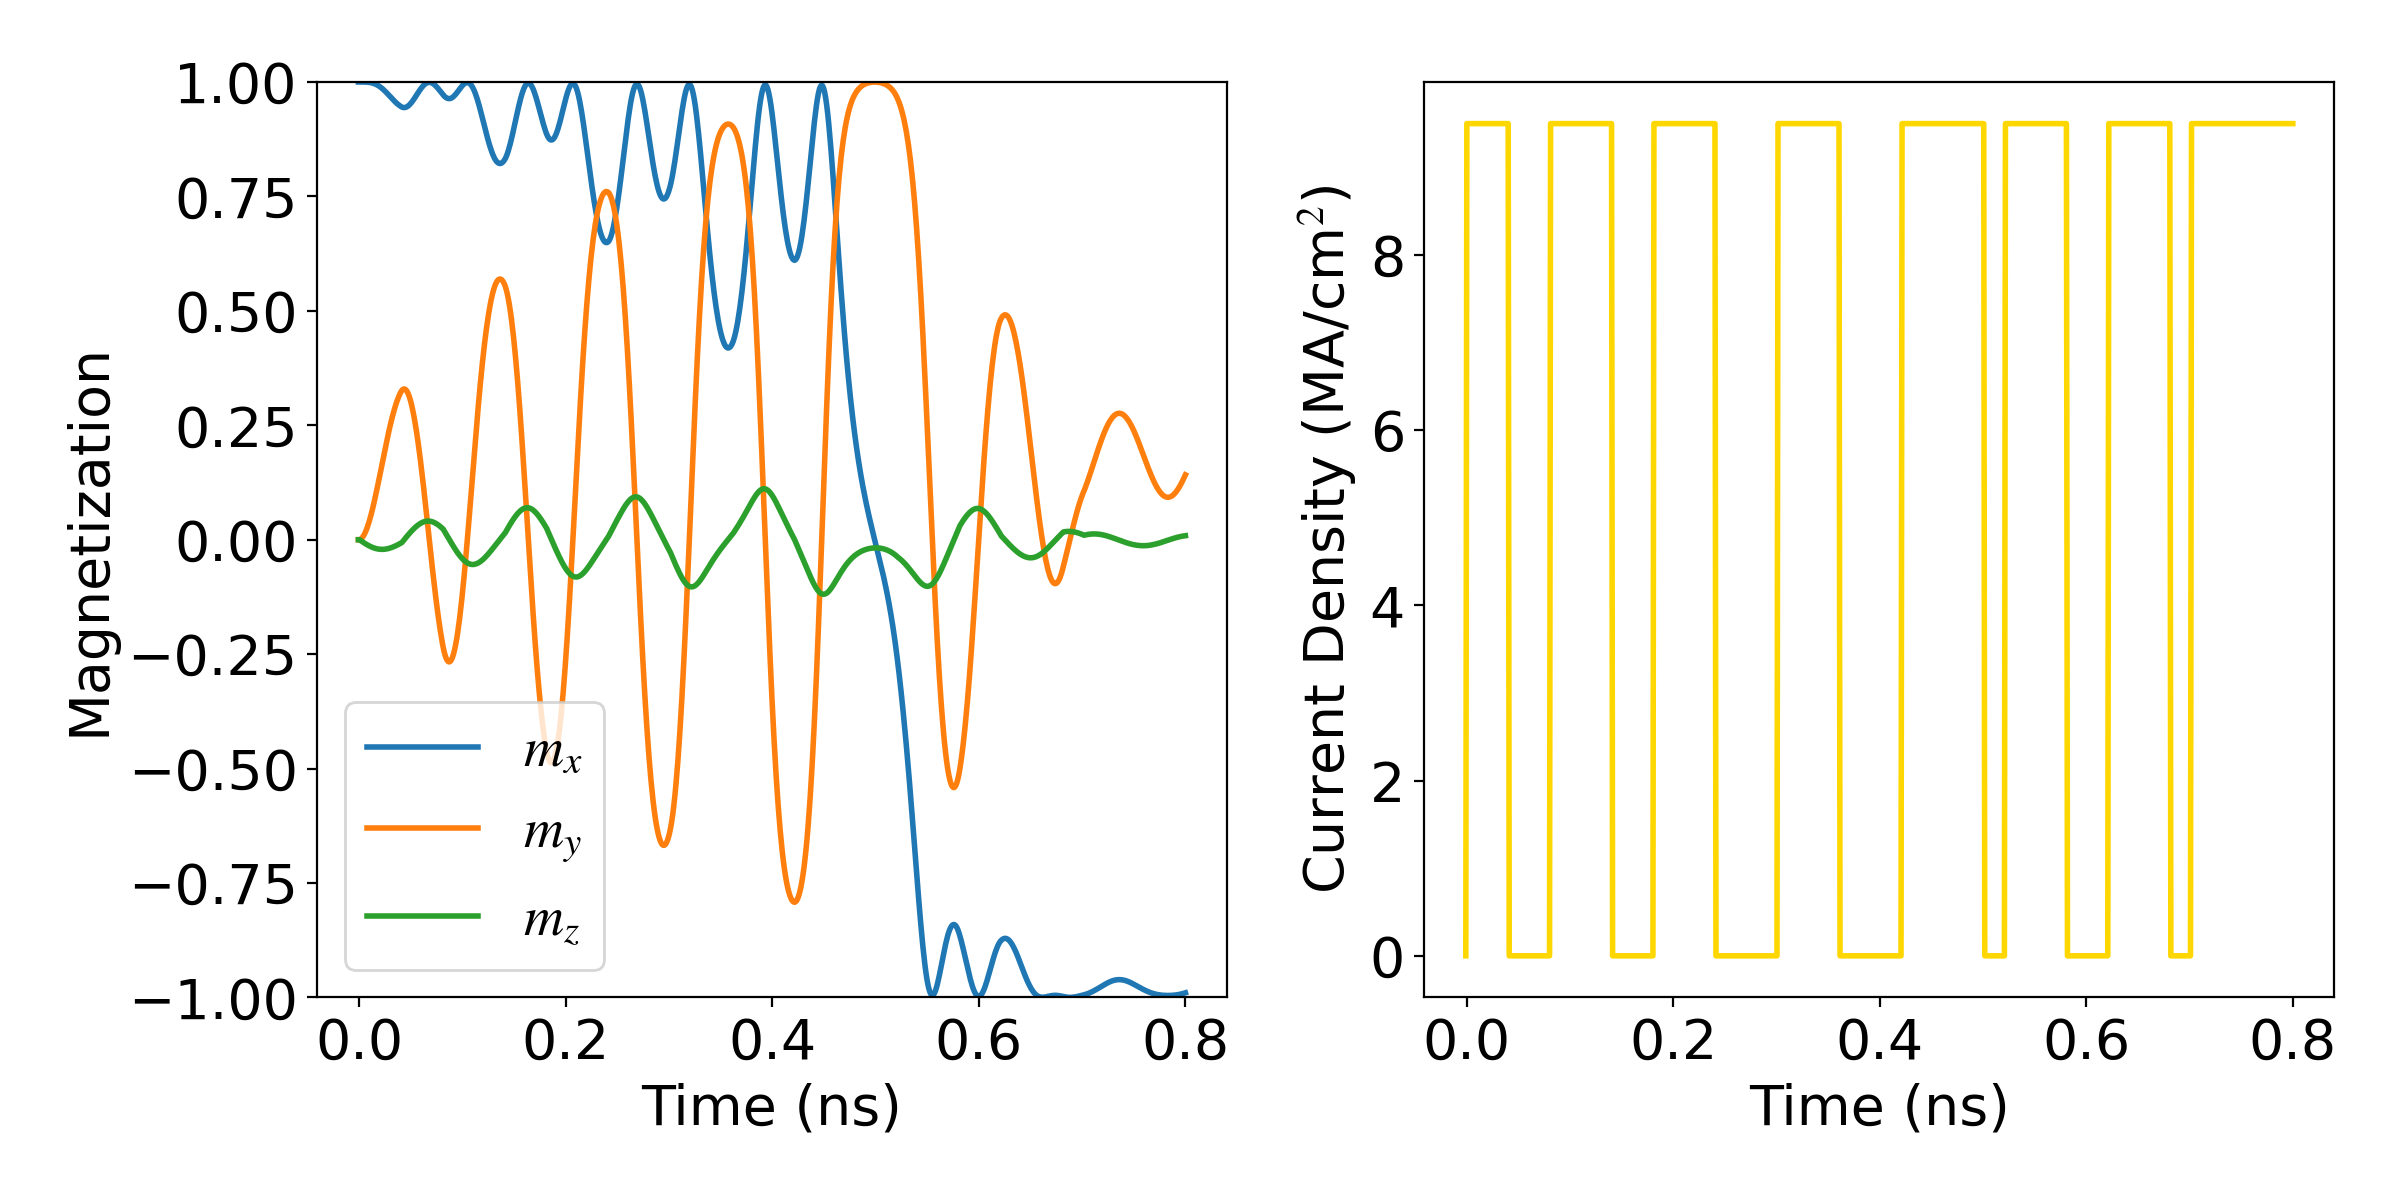 1.00
0.75
0.50
0.25
0.00
−0.25
−0.50
−0.75
−1.00
Magnetization
m_x
m_y
m_z
0.0 0.2 0.4 0.6 0.8
Time (ns)
8
6
4
2
0
Current Density (MA/cm²)
0.0 0.2 0.4 0.6 0.8
Time (ns)